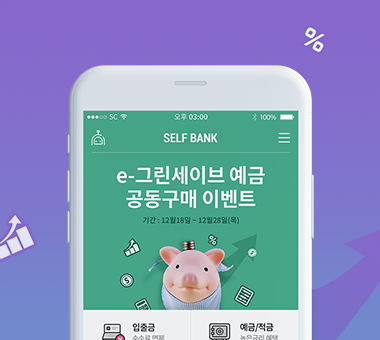 %
SC 오후 03:00 100%
SELF BANK
e-그린세이브 예금
공동구매 이벤트
기간 : 12월18일 ~ 12월28일(목)
%
입출금 예금/적금
수수료 면제 높은금리 혜택